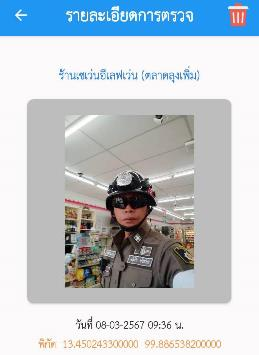 รายละเอียดการตรวจ
ร้านเซเว่นอีเลฟเว่น (ตลาดลุงเพิ่ม)
วันที่ 08-03-2567 09:36 น.
พิกัด 13.450243300000 99.886538200000